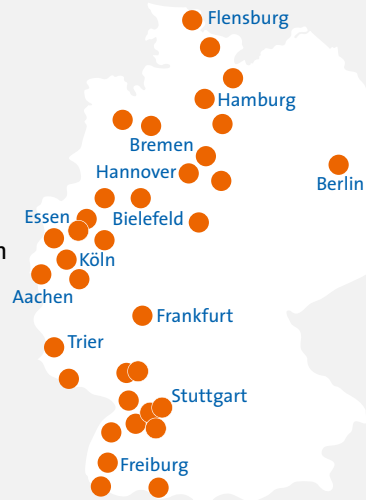 Flensburg
Hamburg
Bremen
Hannover
Berlin
Essen
Bielefeld
Köln
Aachen
Frankfurt
Trier
Stuttgart
Freiburg